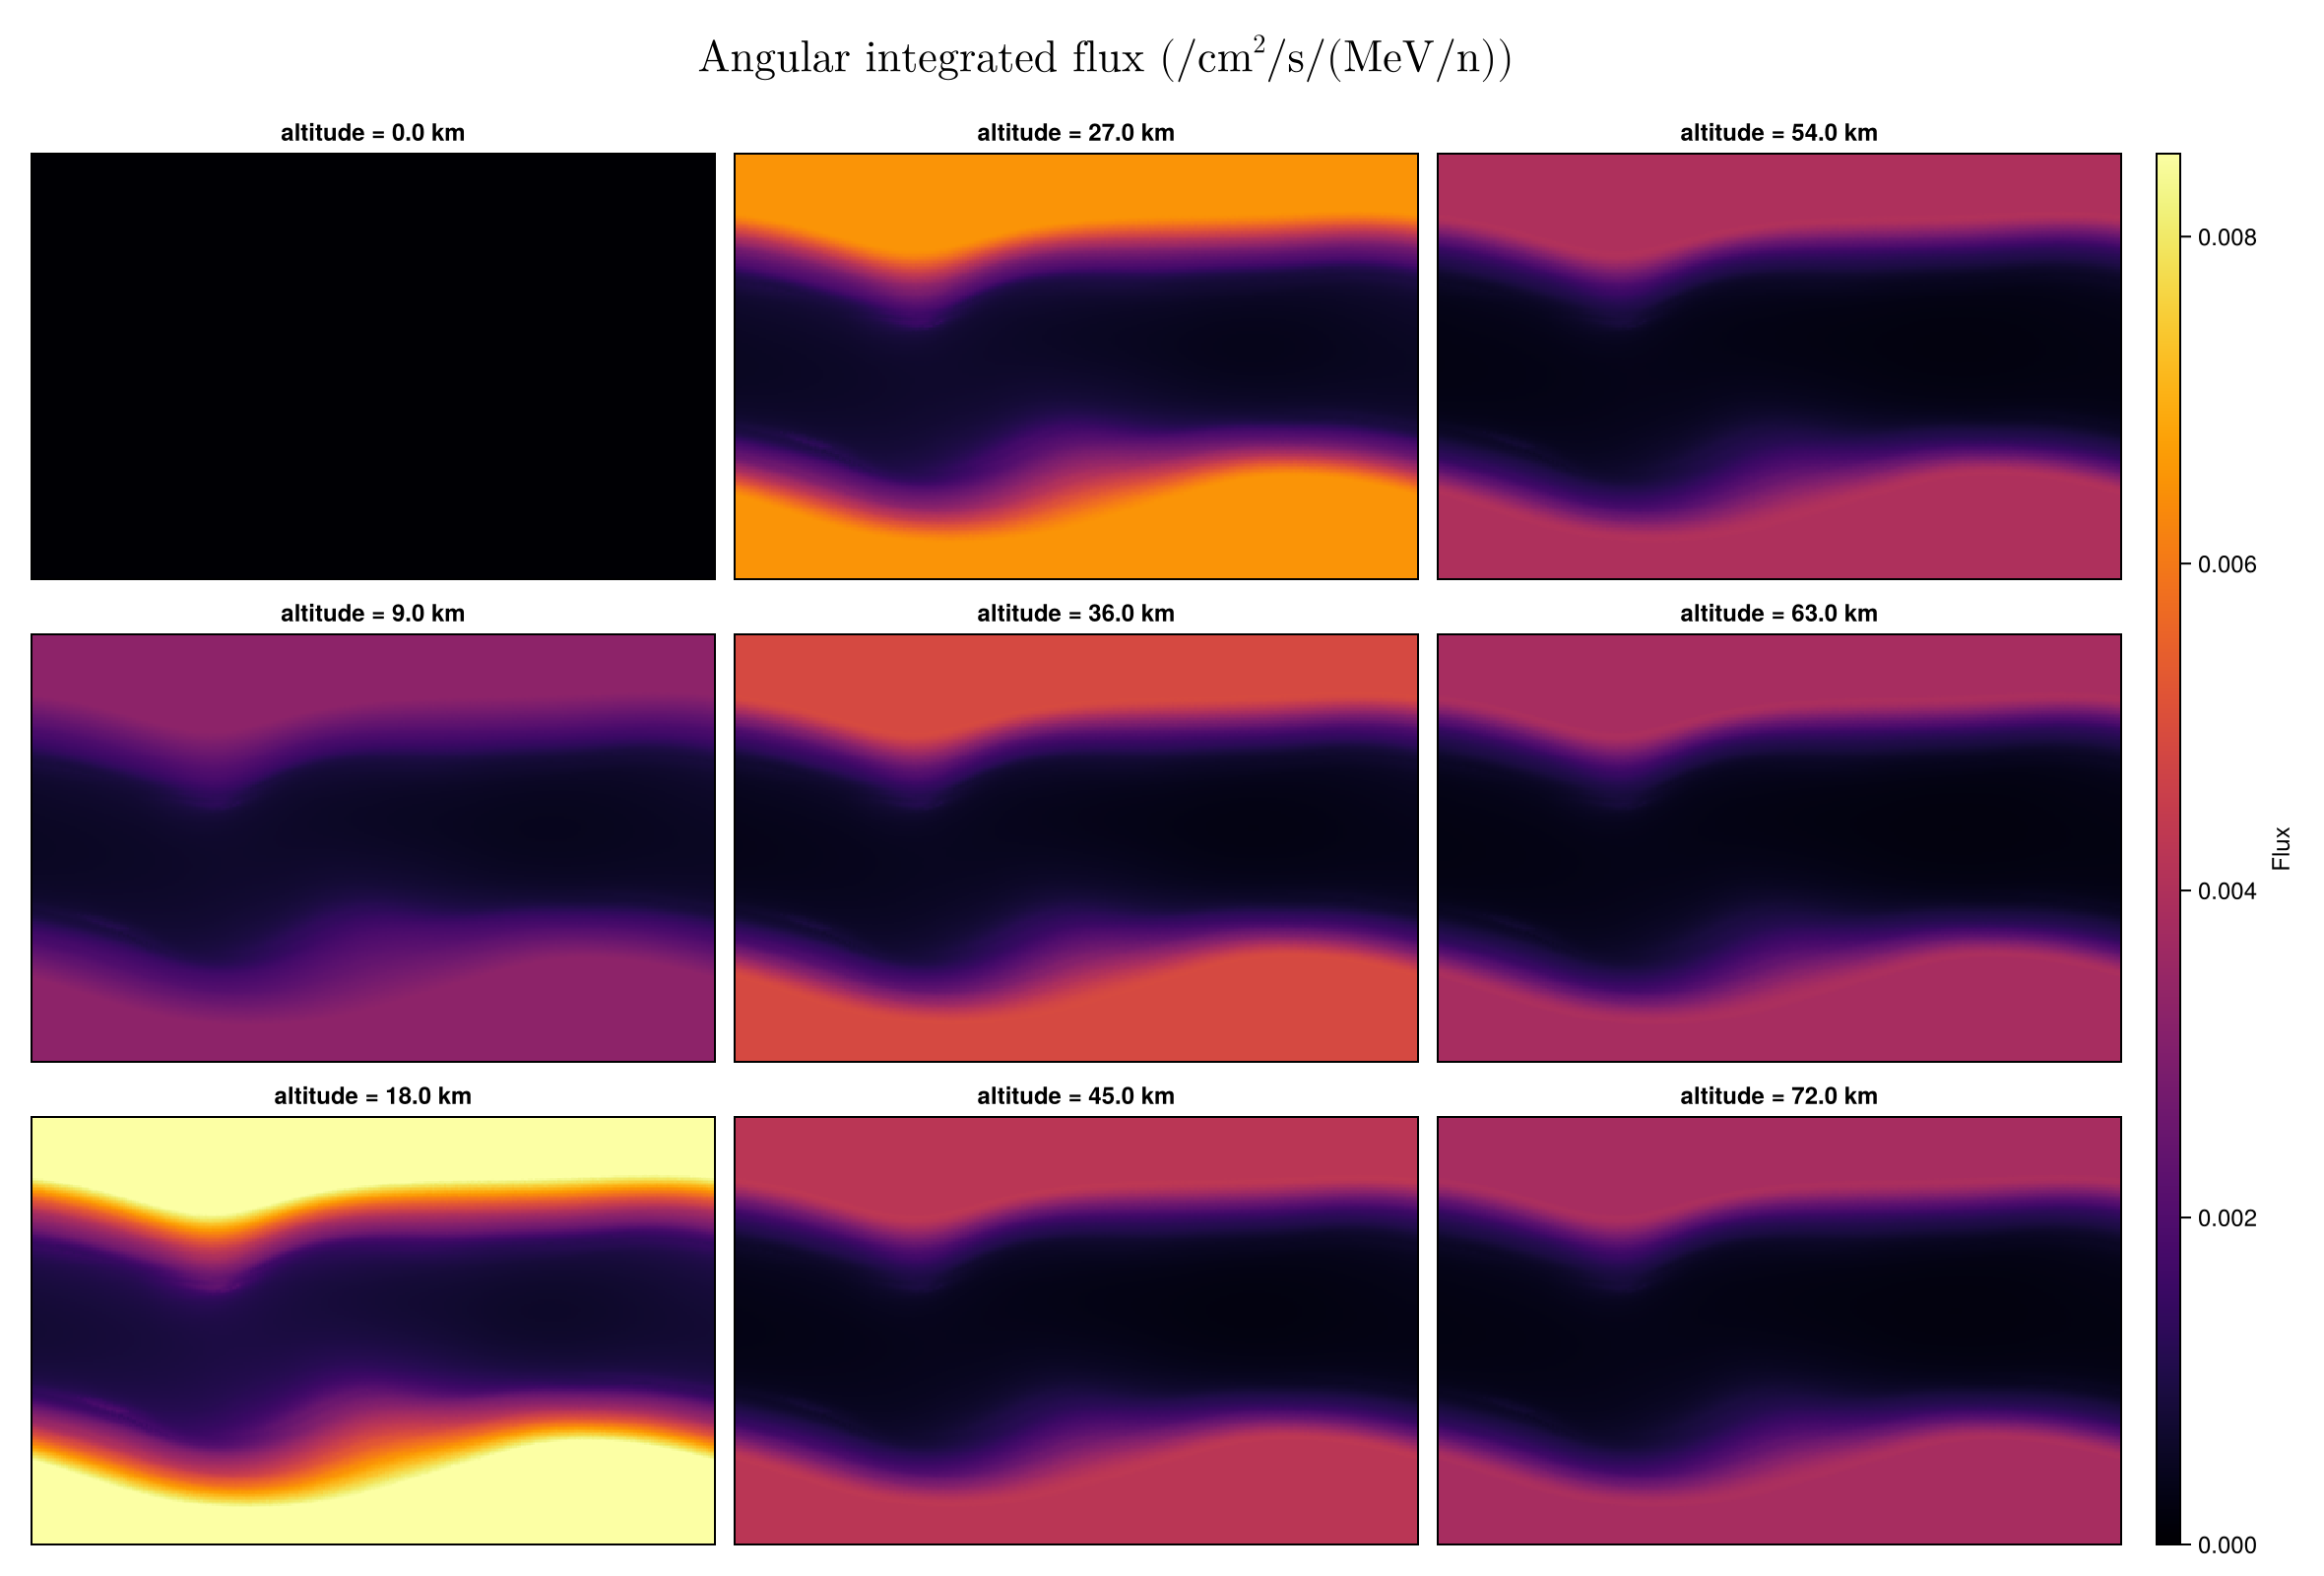 Angular integrated flux (/cm²/s/(MeV/n))
altitude = 0.0 km
altitude = 27.0 km
altitude = 54.0 km
altitude = 9.0 km
altitude = 36.0 km
altitude = 63.0 km
altitude = 18.0 km
altitude = 45.0 km
altitude = 72.0 km
0.008
0.006
0.004
0.002
0.000
Flux